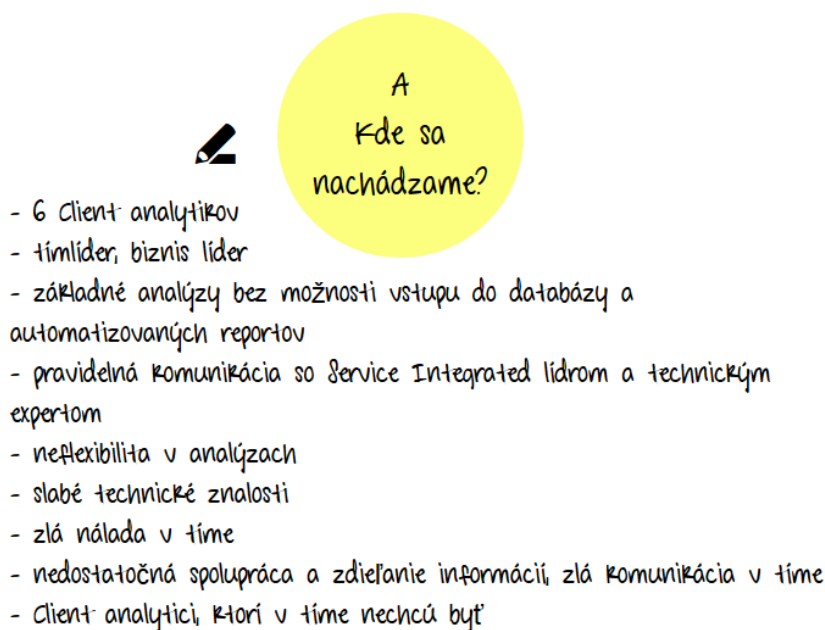 A
Kde sa
nachádzame?
- 6 Client analytikov
- tímlíder, biznis líder
- základné analýzy bez možnosti vstupu do databázy a
automatizovaných reportov
- pravidelná komunikácia so Service Integrated lídrom a technickým
expertom
- neflexibilita v analýzach
- slabé technické znalosti
- zlá nálada v tíme
- nedostatočná spolupráca a zdieľanie informácií, zlá komunikácia v tíme
- Client analytici, ktorí v tíme nechcú byť